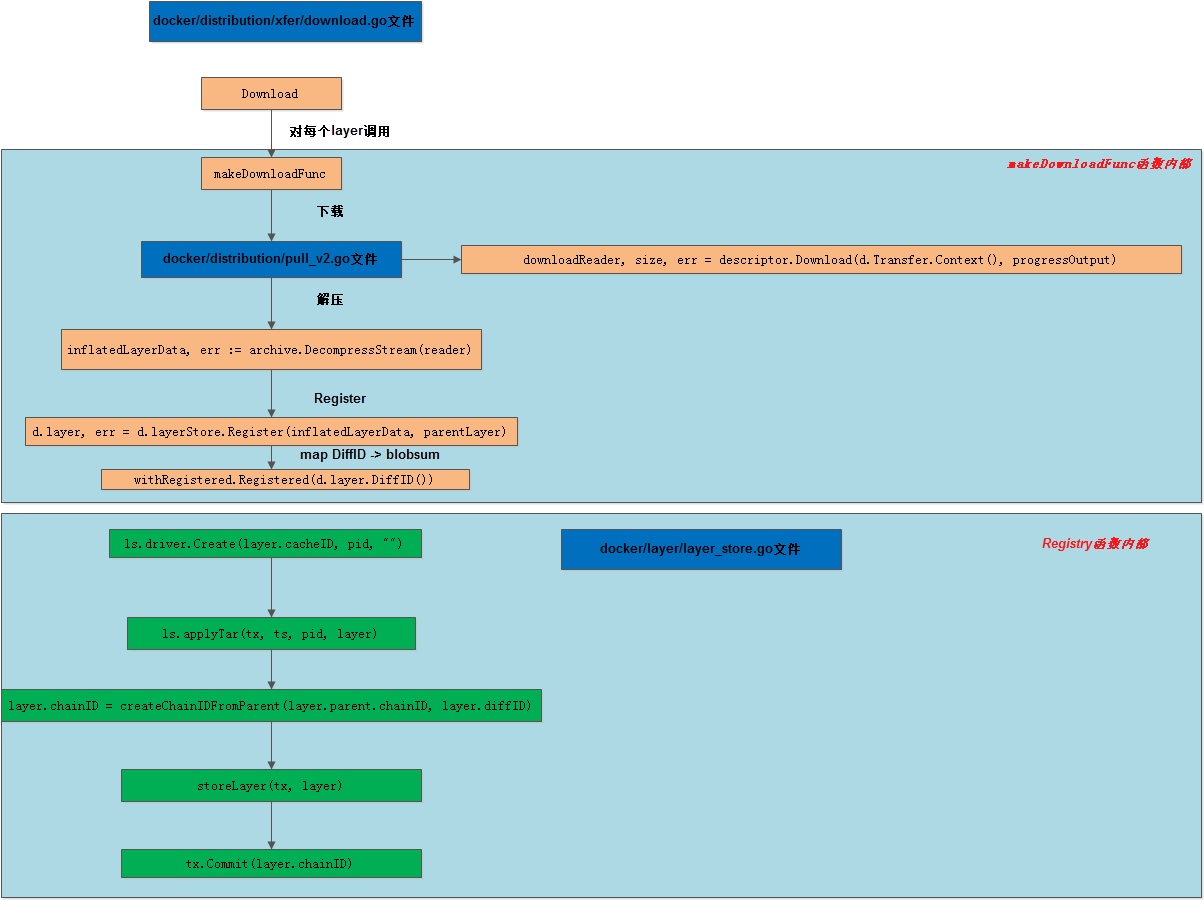 docker/distribution/xfer/download.go文件
Download
对每个layer调用
makeDownloadFunc函数内部
makeDownloadFunc
下载
docker/distribution/pull_v2.go文件
downloadReader, size, err = descriptor.Download(d.Transfer.Context(), progressOutput)
解压
inflatedLayerData, err := archive.DecompressStream(reader)
Register
d.layer, err = d.layerStore.Register(inflatedLayerData, parentLayer)
map DiffID -> blobsum
withRegistered.Registered(d.layer.DiffID())
ls.driver.Create(layer.cacheID, pid, "")
docker/layer/layer_store.go文件
Registry函数内部
ls.applyTar(tx, ts, pid, layer)
layer.chainID = createChainIDFromParent(layer.parent.chainID, layer.diffID)
storeLayer(tx, layer)
tx.Commit(layer.chainID)